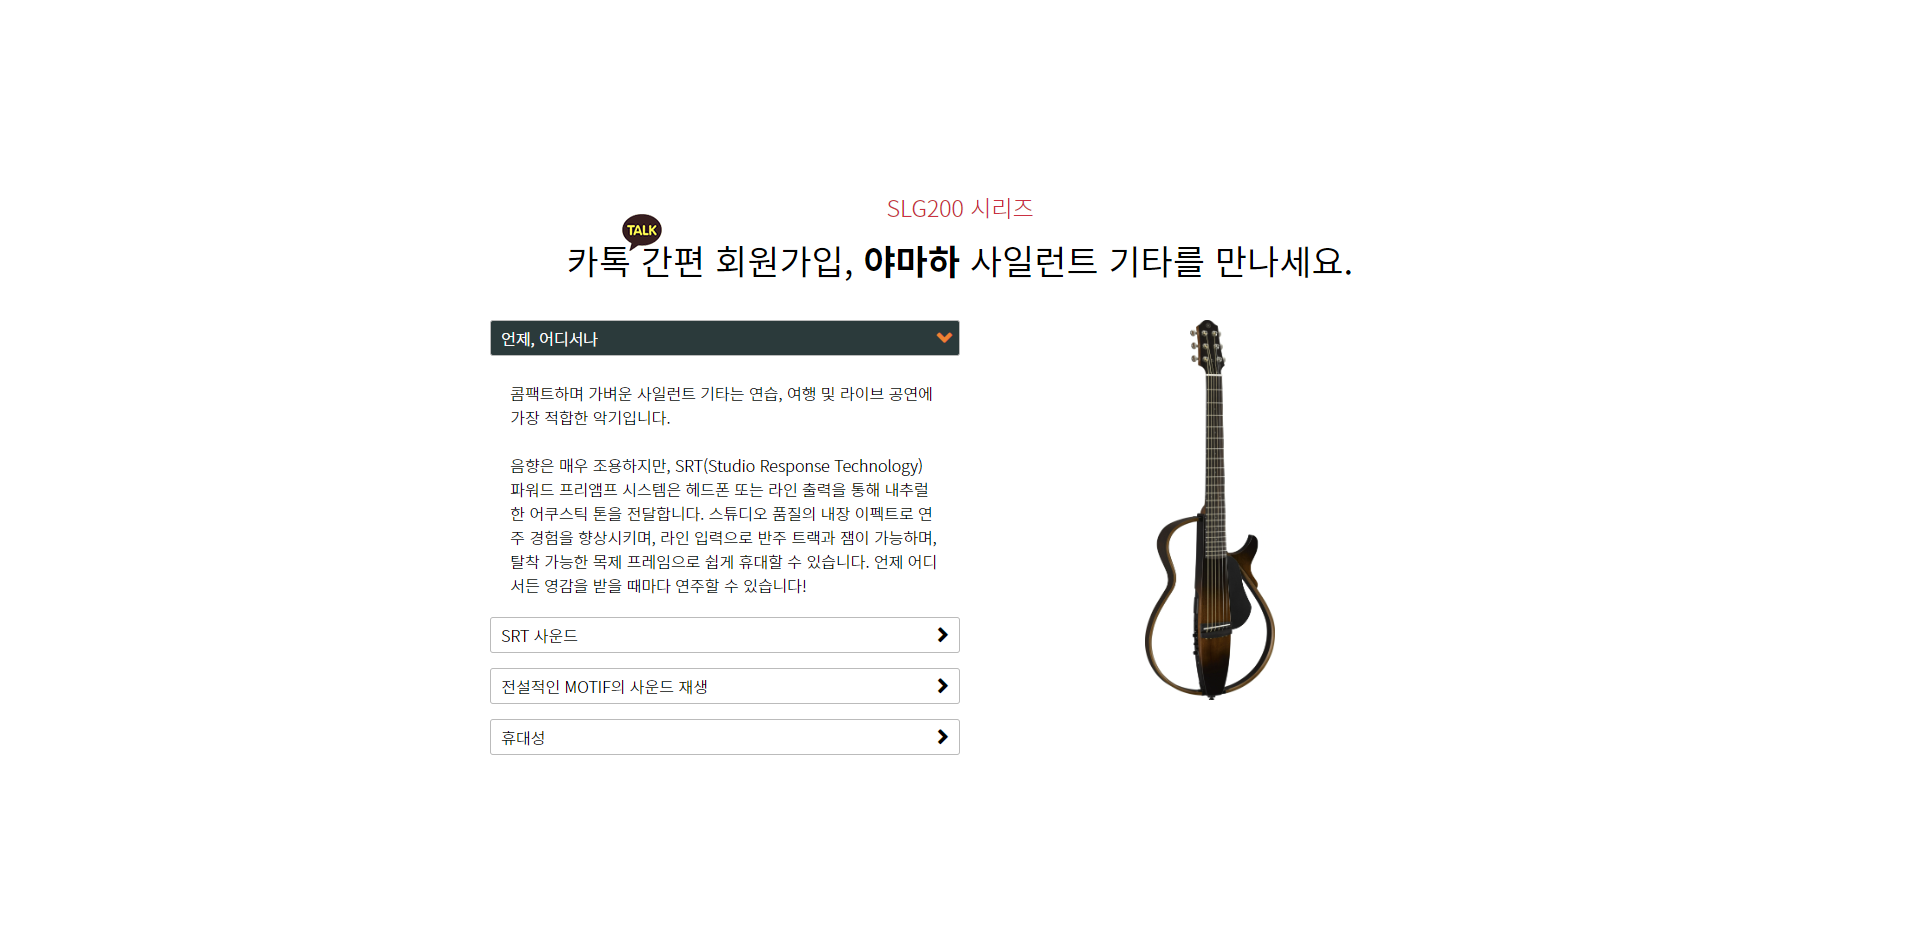 SLG200 시리즈
TALK
카톡 간편 회원가입, 야마하 사일런트 기타를 만나세요.
언제, 어디서나
콤팩트하며 가벼운 사일런트 기타는 연습, 여행 및 라이브 공연에
가장 적합한 악기입니다.
음향은 매우 조용하지만, SRT(Studio Response Technology)
파워드 프리앰프 시스템은 헤드폰 또는 라인 출력을 통해 내추럴
한 어쿠스틱 톤을 전달합니다. 스튜디오 품질의 내장 이펙트로 연
주 경험을 향상시키며, 라인 입력으로 반주 트랙과 잼이 가능하며,
탈착 가능한 목제 프레임으로 쉽게 휴대할 수 있습니다. 언제 어디
서든 영감을 받을 때마다 연주할 수 있습니다!
SRT 사운드
전설적인 MOTIF의 사운드 재생
휴대성